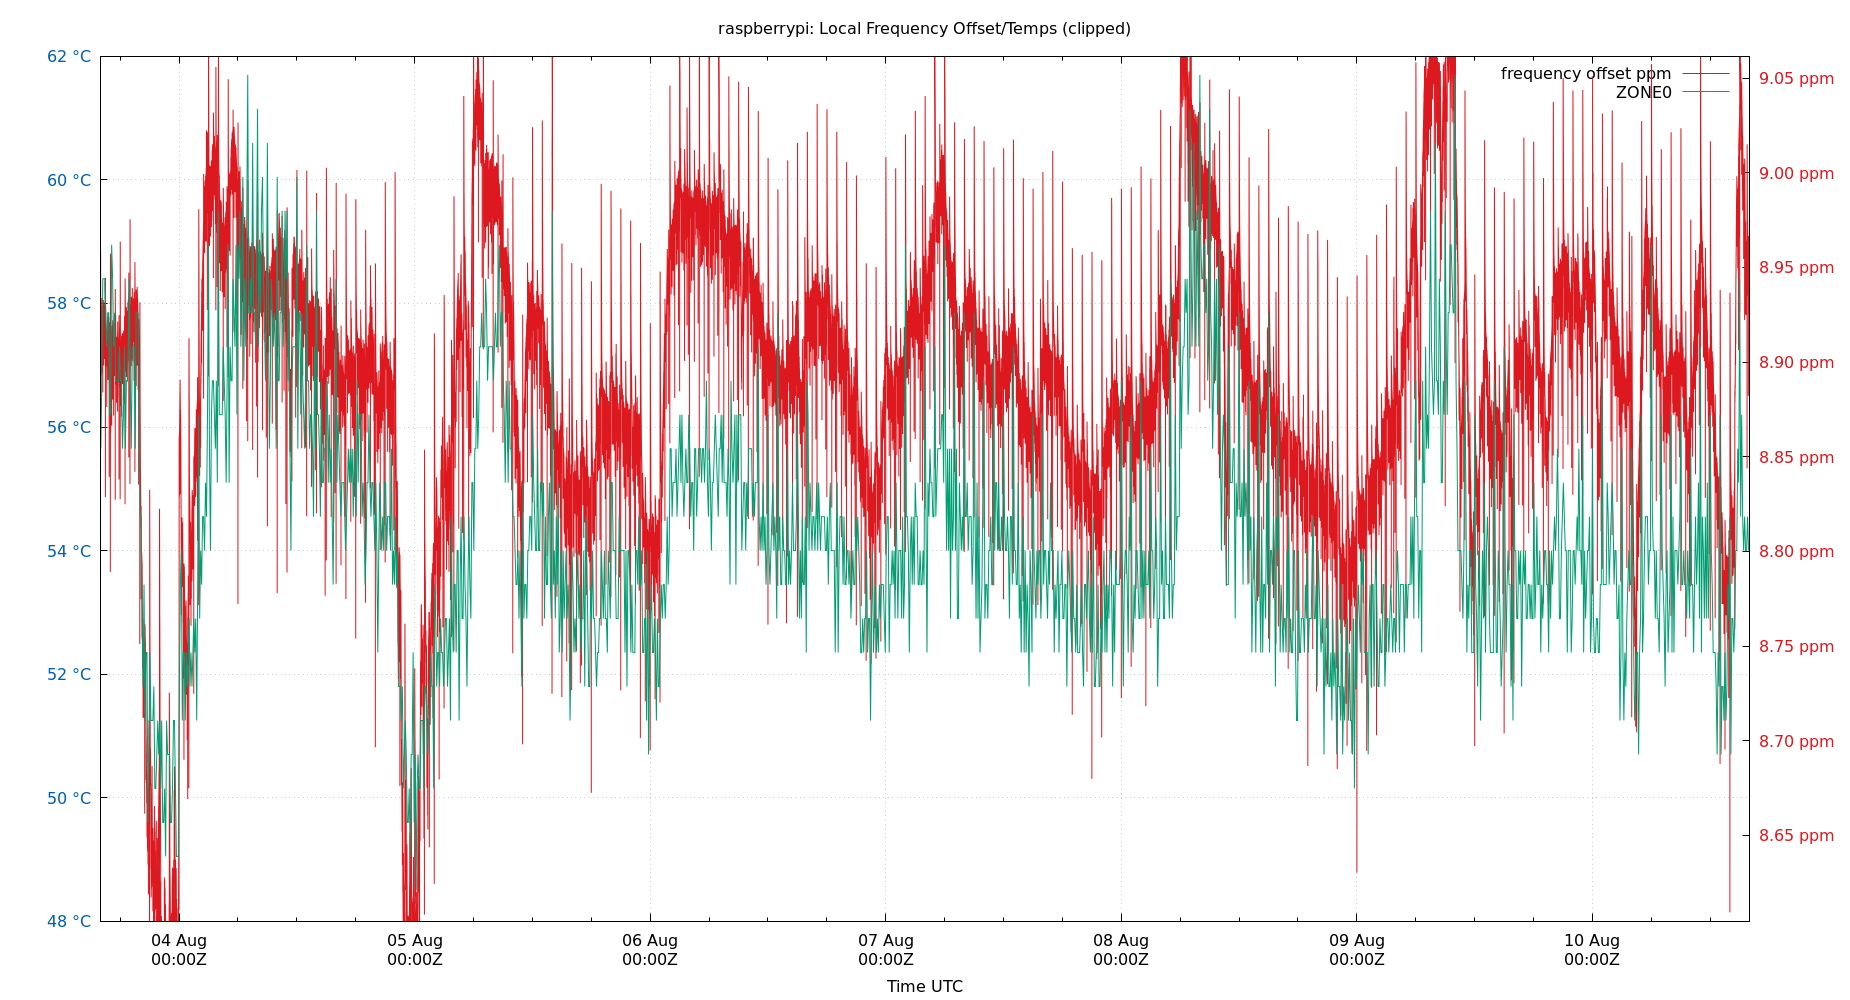 raspberrypi: Local Frequency Offset/Temps (clipped)
62 °C
60 °C
58 °C
56 °C
54 °C
52 °C
50 °C
48 °C
frequency offset ppm
ZONE0
9.05 ppm
9.00 ppm
8.95 ppm
8.90 ppm
8.85 ppm
8.80 ppm
8.75 ppm
8.70 ppm
8.65 ppm
04 Aug
00:00Z
05 Aug
00:00Z
06 Aug
00:00Z
07 Aug
00:00Z
08 Aug
00:00Z
09 Aug
00:00Z
10 Aug
00:00Z
Time UTC